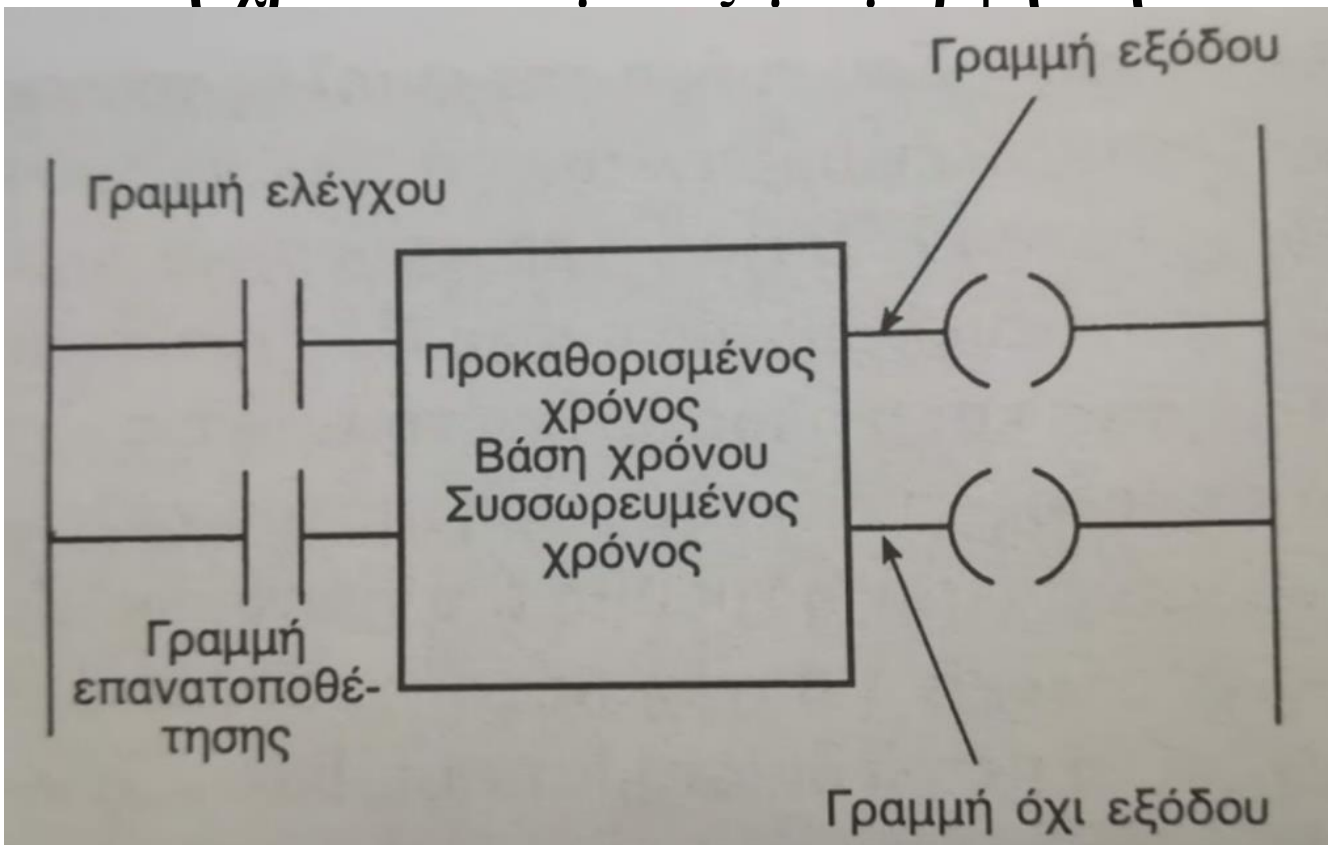 Γραμμή εξόδου
Γραμμή ελέγχου
Προκαθορισμένος
χρόνος
Βάση χρόνου
Συσσωρευμένος
χρόνος
Γραμμή
επανατοποθέ-
τησης
Γραμμή όχι εξόδου